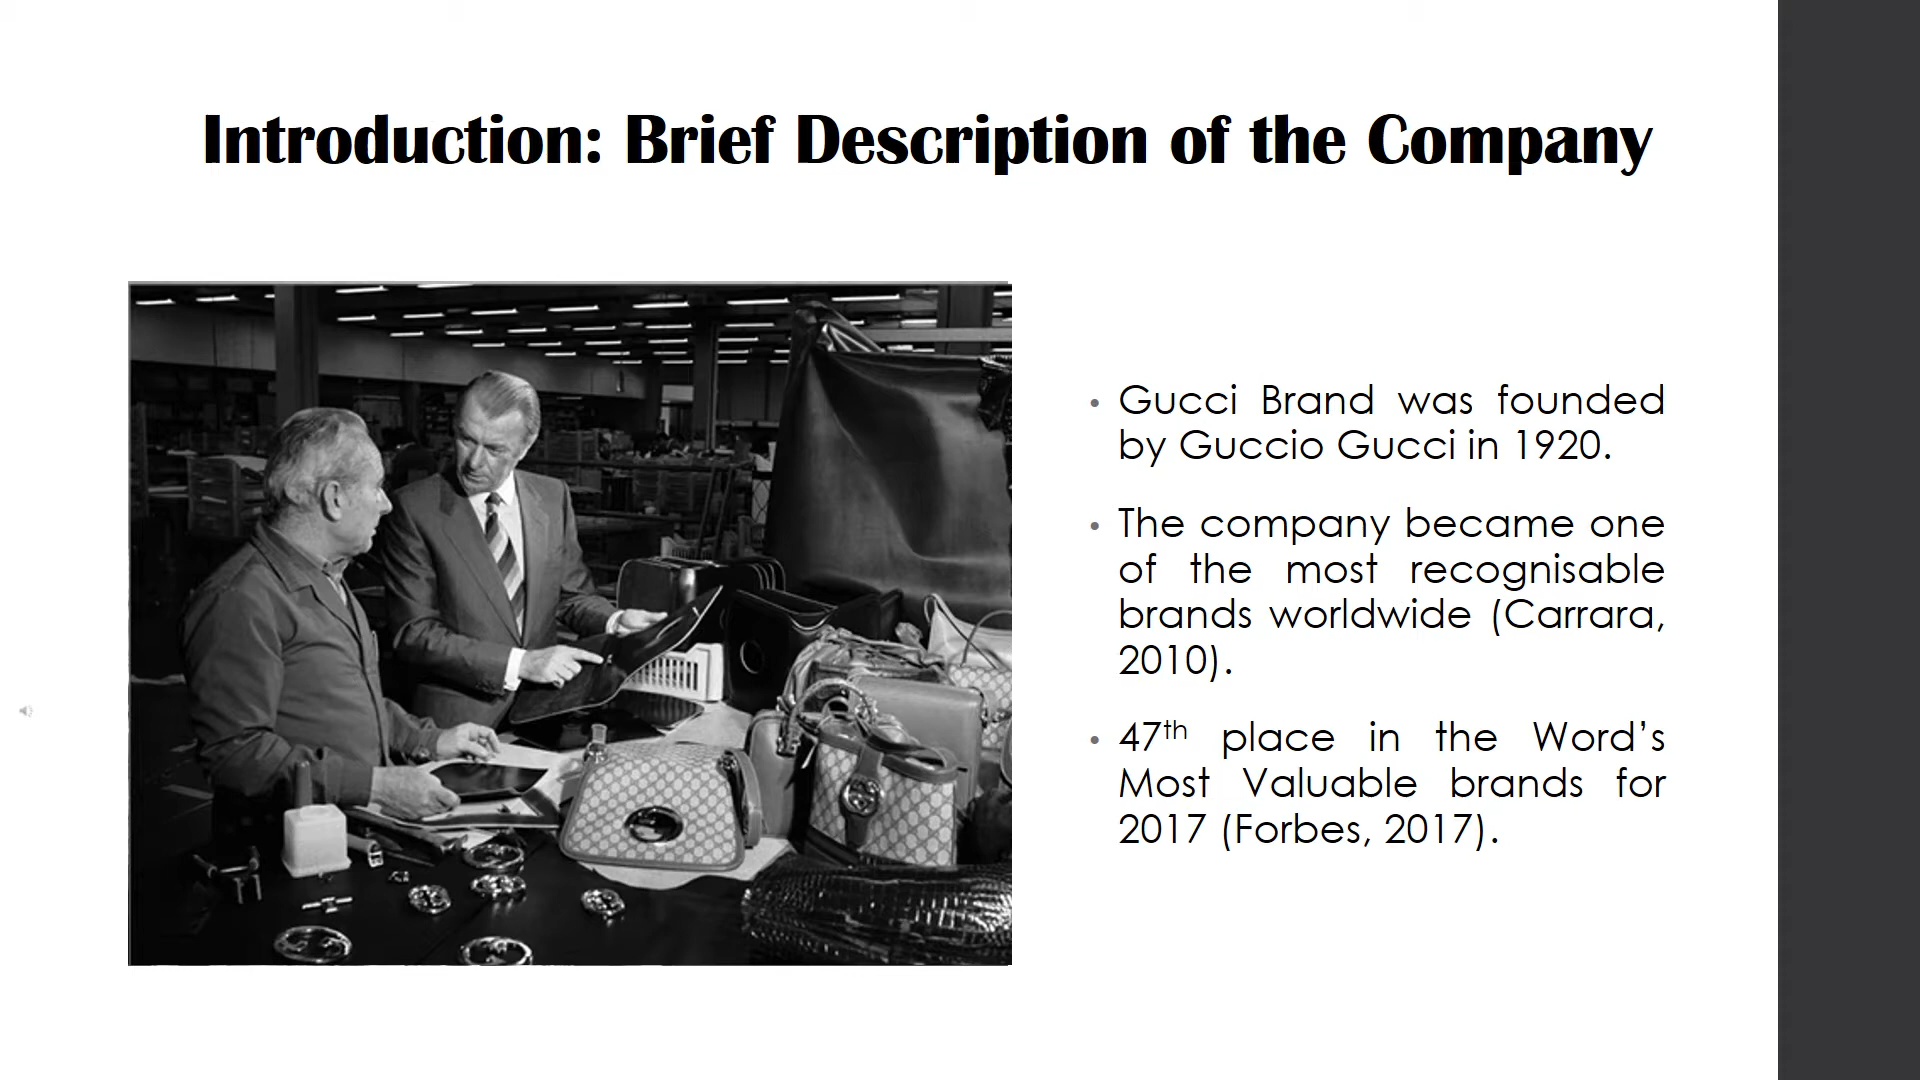 Introduction: Brief Description of the Company
• Gucci Brand was founded
by Guccio Gucci in 1920.
• The company became one
of the most recognisable
brands worldwide (Carrara,
2010).
• 47th place in the Word’s
Most Valuable brands for
2017 (Forbes, 2017).